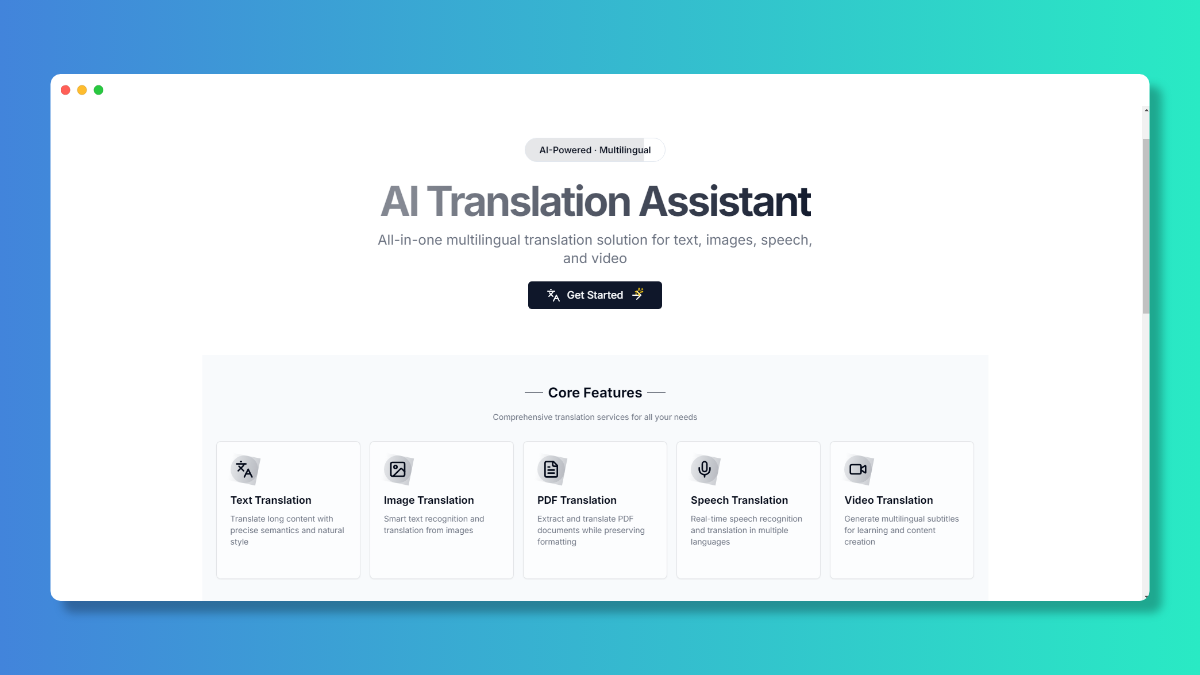 AI-Powered · Multilingual
AI Translation Assistant
All-in-one multilingual translation solution for text, images, speech,
and video
Get Started
Core Features
Comprehensive translation services for all your needs
Text Translation
Translate long content with
precise semantics and natural
style
Image Translation
Smart text recognition and
translation from images
PDF Translation
Extract and translate PDF
documents while preserving
formatting
Speech Translation
Real-time speech recognition
and translation in multiple
languages
Video Translation
Generate multilingual subtitles
for learning and content
creation